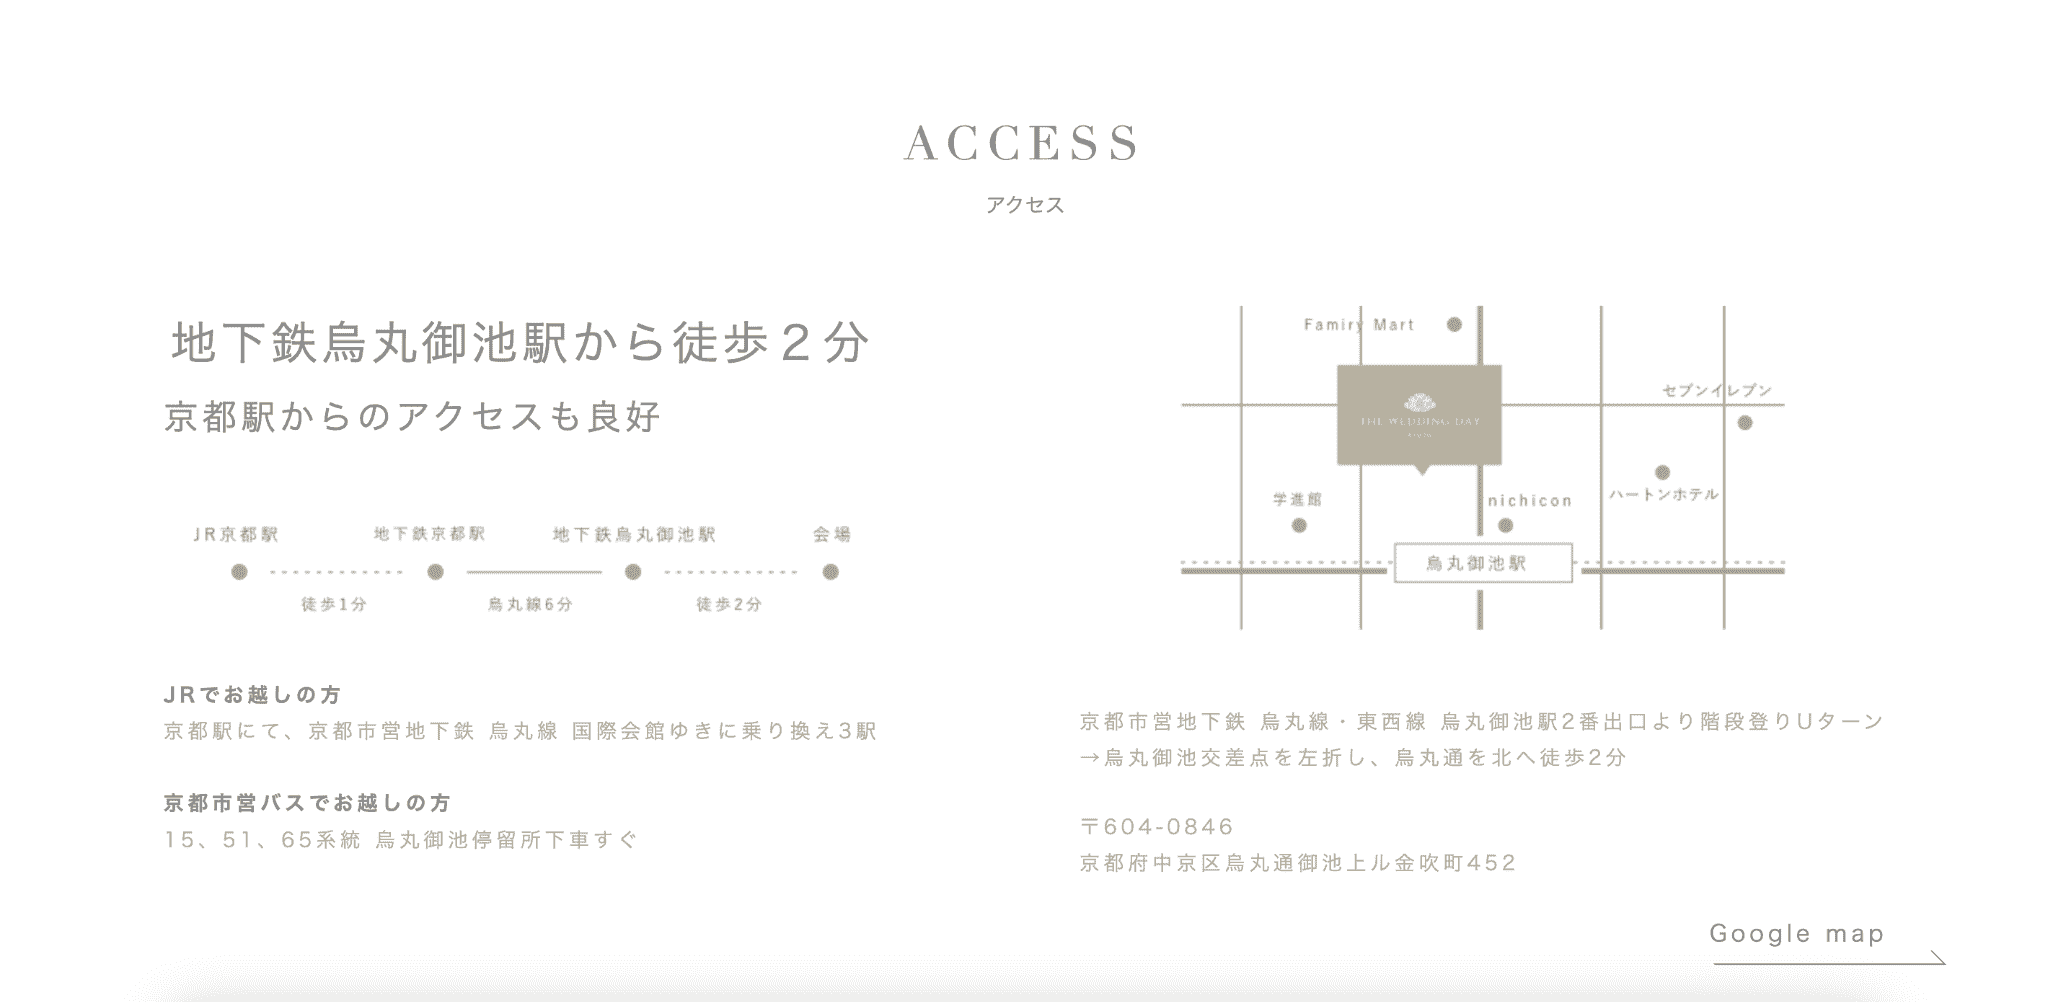 ACCESS
アクセス
地下鉄烏丸御池駅から徒歩２分
京都駅からのアクセスも良好
JR京都駅
地下鉄京都駅
地下鉄烏丸御池駅
会場
徒歩1分
烏丸線6分
徒歩2分
JRでお越しの方
京都駅にて、京都市営地下鉄 烏丸線 国際会館ゆきに乗り換え3駅
京都市営バスでお越しの方
15、51、65系統 烏丸御池停留所下車すぐ
Famiry Mart
セブンイレブン
THE WEDDING DAY
学進館
nichicon
ハートンホテル
烏丸御池駅
京都市営地下鉄 烏丸線・東西線 烏丸御池駅2番出口より階段登りUターン
→烏丸御池交差点を左折し、烏丸通を北へ徒歩2分
〒604-0846
京都府中京区烏丸通御池上ル金吹町452
Google map